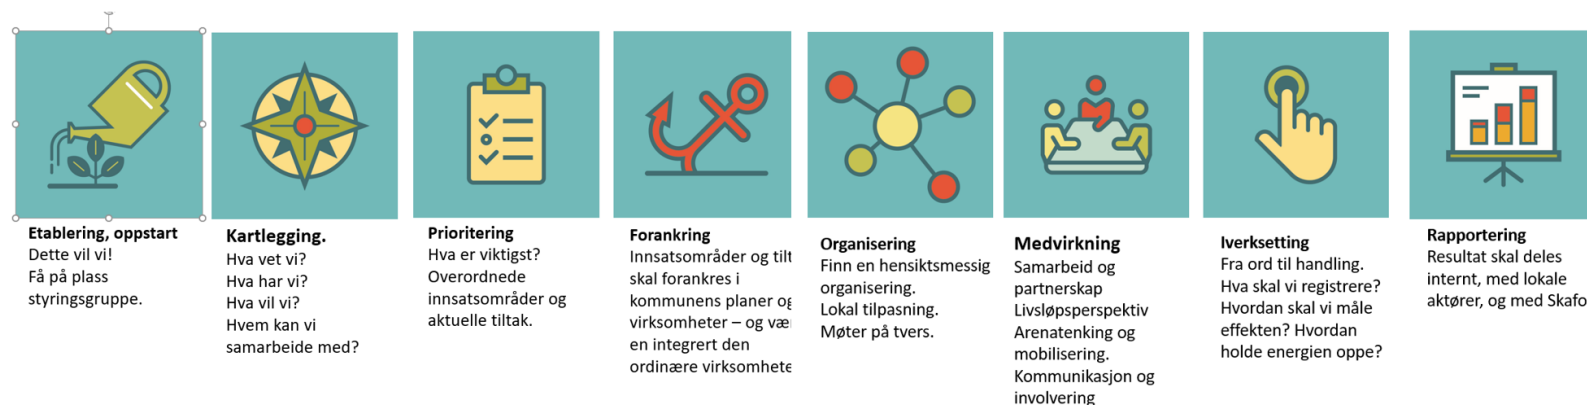 Etablering, oppstart
Dette vil vi!
Få på plass
styringsgruppe.
Kartlegging.
Hva vet vi?
Hva har vi?
Hva vil vi?
Hvem kan vi
samarbeide med?
Prioritering
Hva er viktigst?
Overordnede
innsatsområder og
aktuelle tiltak.
Forankring
Innsatsområder og
skal forankres i
kommunens planer og
virksomheter – og
en integrert den
ordinære
Organisering
Finn en hensiktsmessig
organisering.
Lokal tilpasning.
Møter på tvers.
Medvirkning
Samarbeid og
partnerskap
Livsløpsperspektiv
Arenatenking og
mobilisering.
Kommunikasjon og
involvering
Iverksetting
Fra ord til handling.
Hva skal vi registrere?
Hvordan skal vi måle
effekten? Hvordan
holde energien oppe?
Rapportering
Resultat skal deles
internt, med lokale
aktører, og med